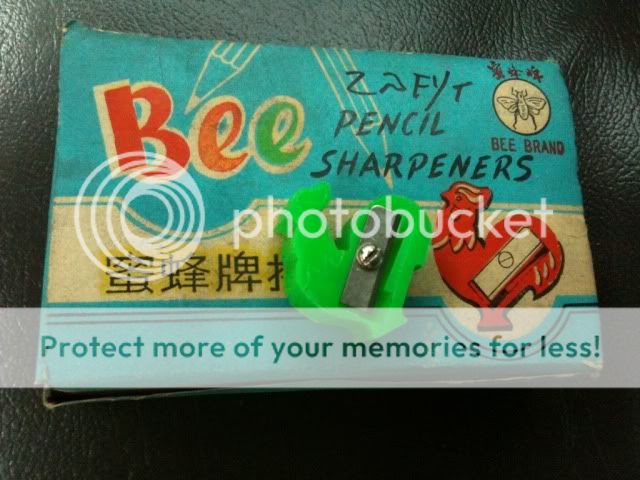 Bee
PENCIL
SHARPENERS
BEE BRAND
photobucket
蜜蜂牌
Protect more of your memories for less!